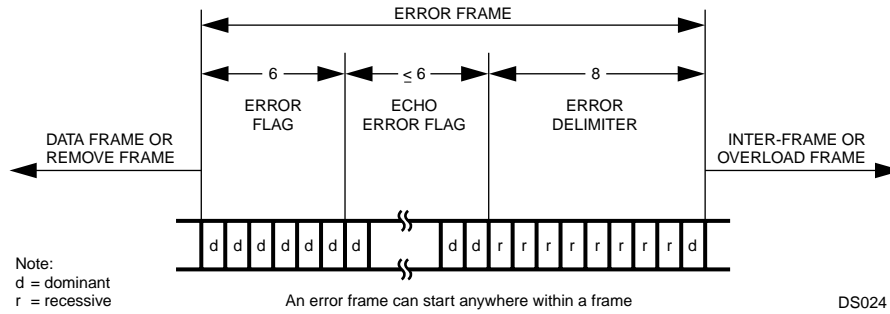 ERROR FRAME
6
≤ 6
8
ERROR
FLAG
ECHO
ERROR FLAG
ERROR
DELIMITER
DATA FRAME OR
REMOVE FRAME
INTER-FRAME OR
OVERLOAD FRAME
d d d d d d d d d r r r r r r r d
Note:
d = dominant
r = recessive
An error frame can start anywhere within a frame
DS024